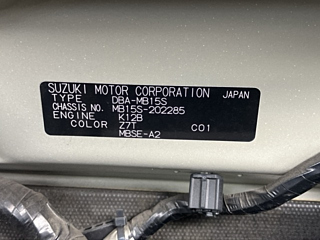 SUZUKI MOTOR CORPORATION JAPAN
TYPE DBA-MB15S
CHASSIS NO. MB15S-202285
ENGINE K12B
COLOR Z7T C01
MBSE-A2